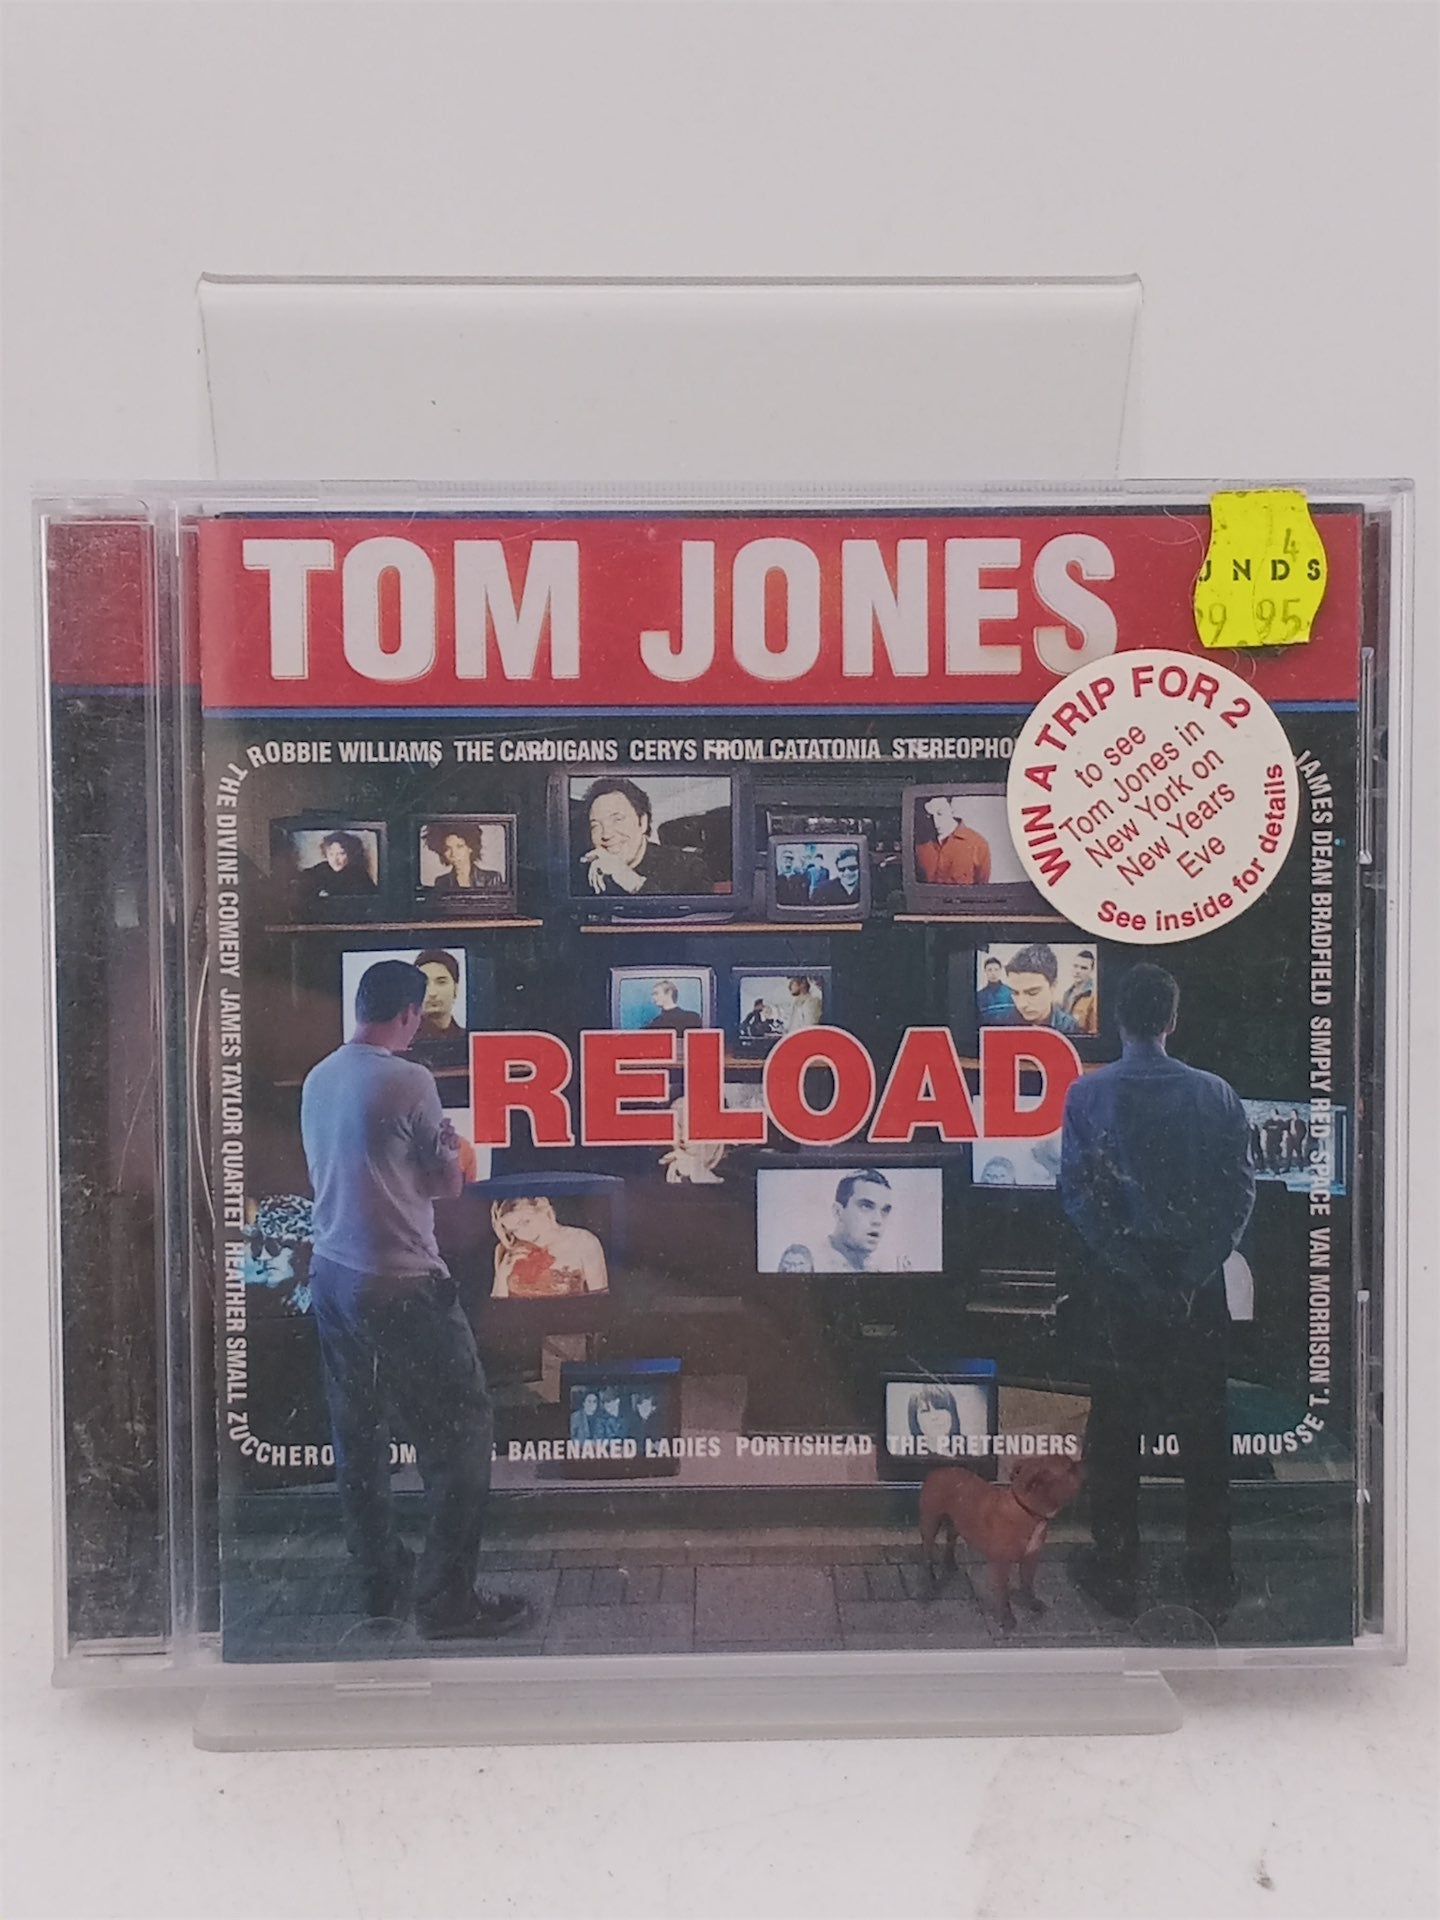 TOM JONES
4
UNDS
9.95
WIN A TRIP FOR 2
to see
Tom Jones in
New York on
New Years
Eve
See inside for details
ROBBIE WILLIAMS THE CARDIGANS CERYS FROM CATATONIA
JAMES DEAN BRADFIELD SIMPLY RED SPACE VAN MORRISON
THE DIVINE COMEDY JAMES TAYLOR QUARTET HEATHER SMALL ZUCCHERO
RELOAD
BARENAKED LADIES PORTISHEAD THE PRETENDERS